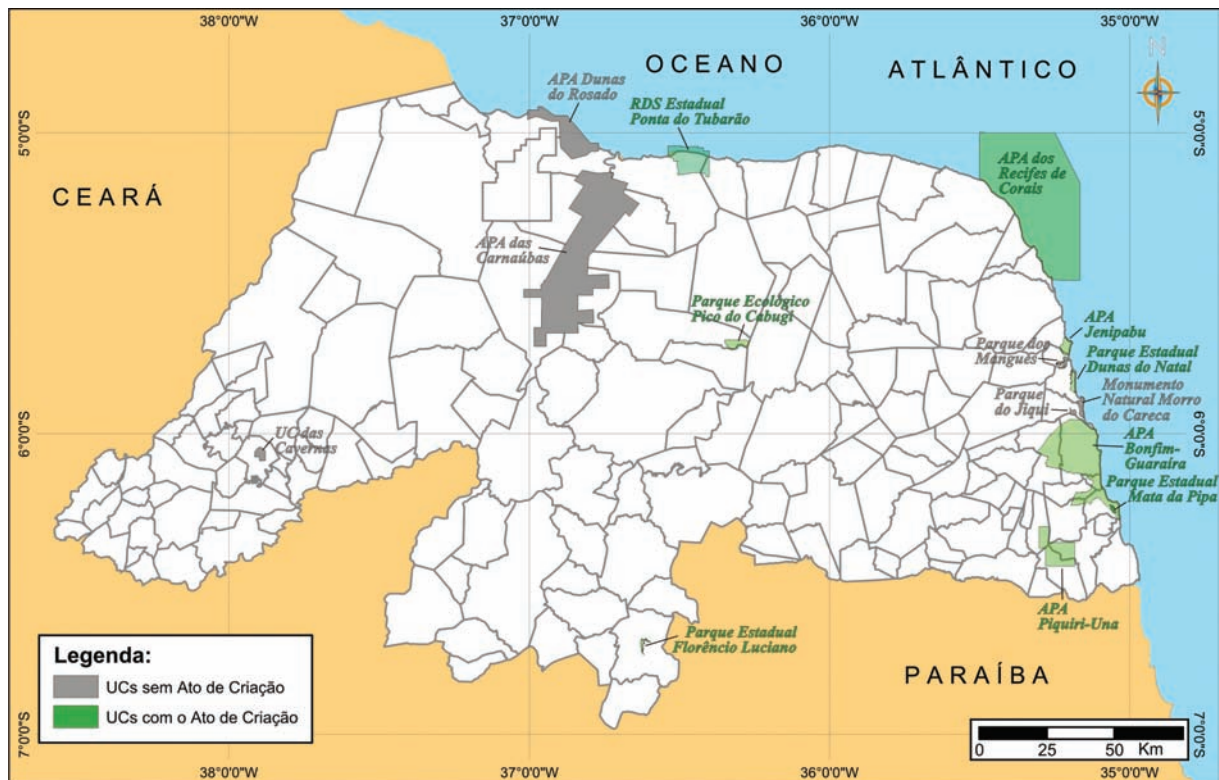 38°0'0"W
37°0'0"W
36°0'0"W
35°0'0"W
N
OCEANO
ATLÂNTICO
APA Dunas
do Rosado
RDS Estadual
Ponta do Tubarão
5°0'0"S
5°0'0"S
APA dos
Recifes de
Corais
CEARÁ
APA das
Carnaúbas
Parque Ecológico
Pico do Cabugi
APA
Jenipabu
Parque dos
Mangues
Parque Estadual
Dunas do Natal
Monumento
Natural Morro
do Careca
Parque
do Jiqui
6°0'0"S
6°0'0"S
UC das
Cavernas
APA
Bonfim-
Guaraíra
Parque Estadual
Mata da Pipa
APA
Piquiri-Una
Parque Estadual
Florêncio Luciano
PARAÍBA
Legenda:
UCs sem Ato de Criação
UCs com o Ato de Criação
7°0'0"S
7°0'0"S
0 25 50 Km
38°0'0"W
37°0'0"W
36°0'0"W
35°0'0"W